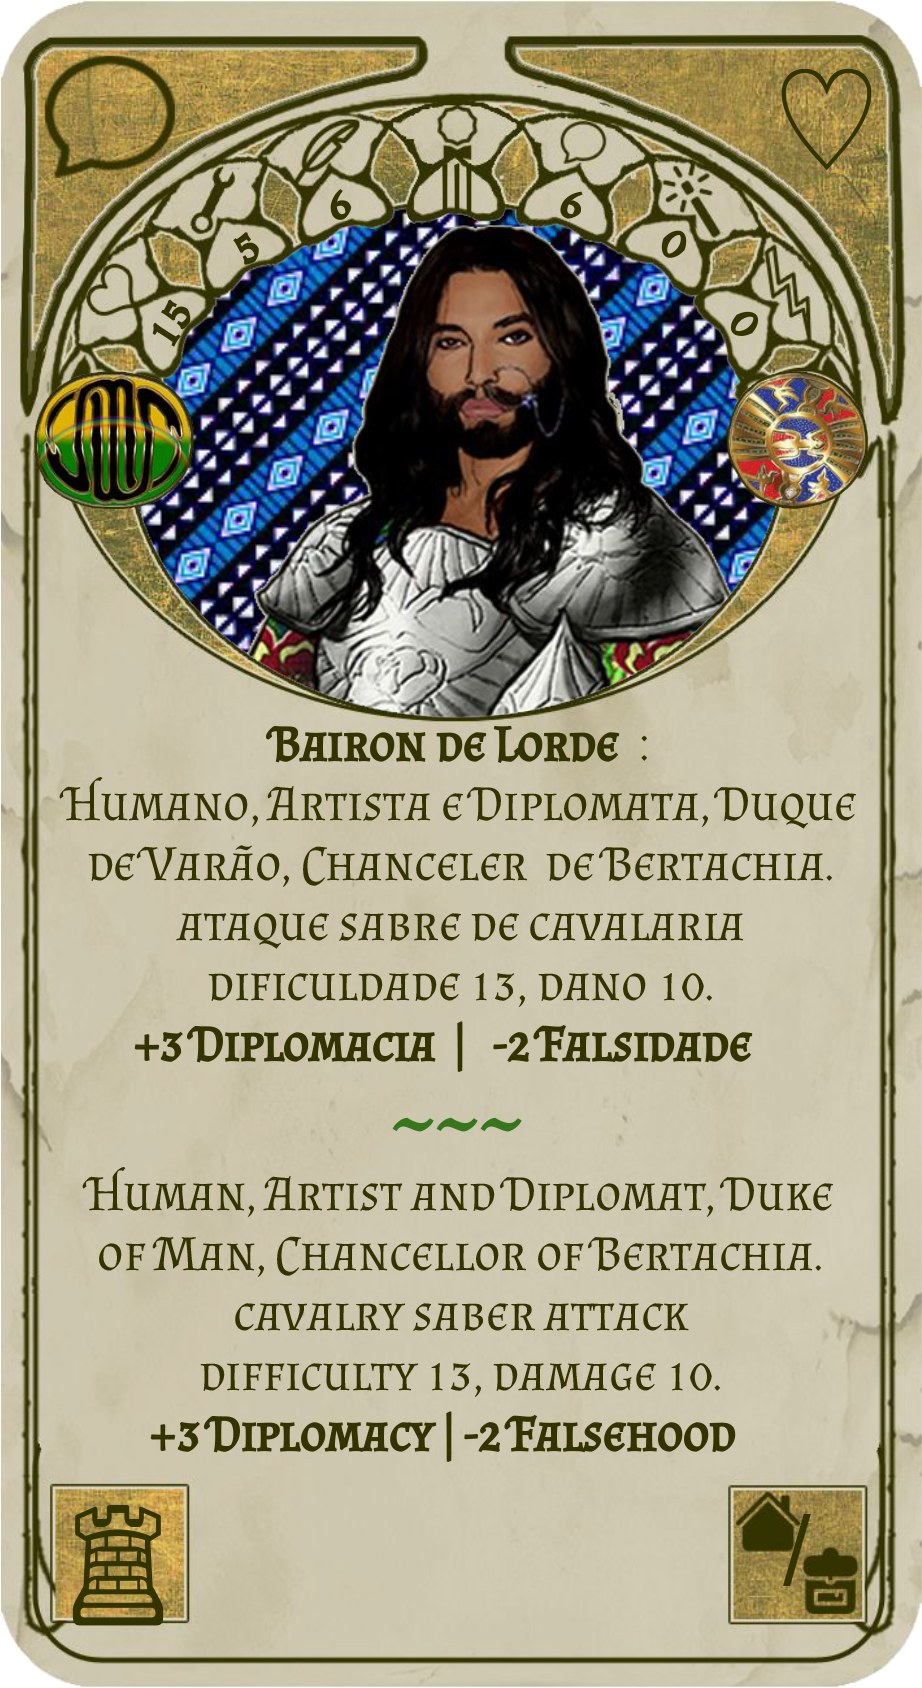 III
6
6
5
0
15
0
Bairon de Lorde :
Humano, Artista e Diplomata, Duque
de Varão, Chanceler de Bertachia.
ataque sabre de cavalaria
dificuldade 13, dano 10.
+3 Diplomacia | -2 Falsidade
~~~
Human, Artist and Diplomat, Duke
of Man, Chancellor of Bertachia.
cavalry saber attack
difficulty 13, damage 10.
+3 Diplomacy | -2 Falsehood